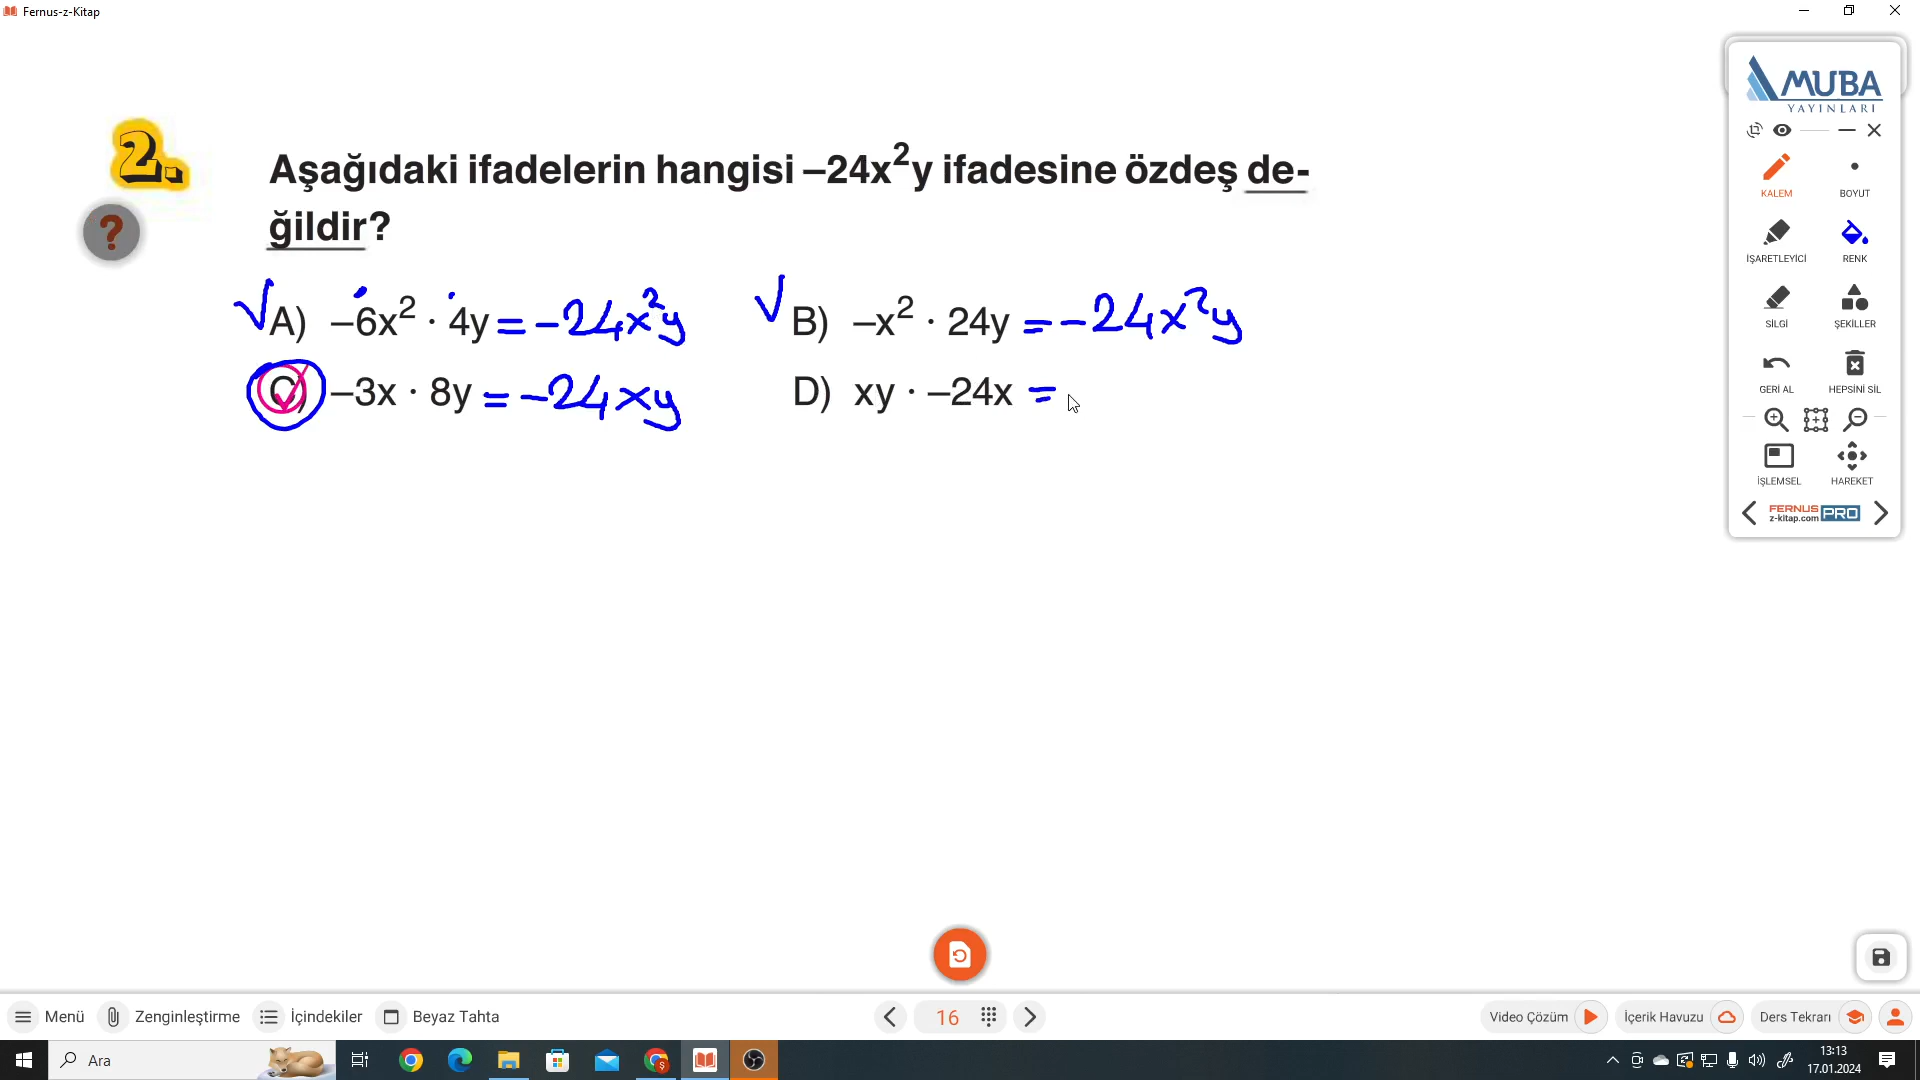 Fernus-z-Kitap
MUBA
YAYINLARI
2.
?
Aşağıdaki ifadelerin hangisi –24x²y ifadesine özdeş de-
ğildir?
√ A) –6x² · 4y = -24x²y
√ B) –x² · 24y = -24x²y
C) –3x · 8y = -24xy
D) xy · –24x =
KALEM
BOYUT
İŞARETLEYİCİ
RENK
SİLGİ
ŞEKİLLER
GERİ AL
HEPSİNİ SİL
İŞLEMSEL
HAREKET
FERNUS PRO
z-kitap.com
Menü
Zenginleştirme
İçindekiler
Beyaz Tahta
16
Video Çözüm
İçerik Havuzu
Ders Tekrarı
Ara
13:13
17.01.2024